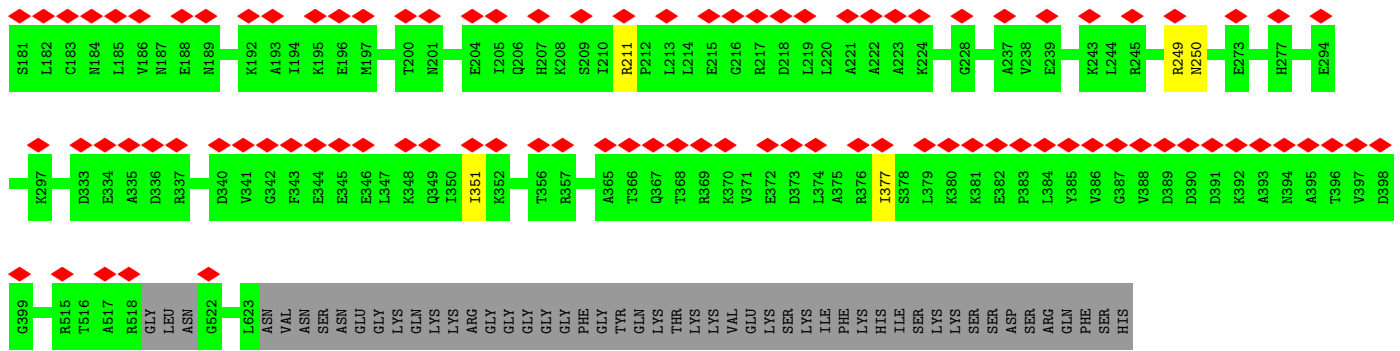 S181 L182 C183 N184 L185 V186 N187 E188 N189 K192 A193 I194 K195 E196 M197 T200 N201 E204 I205 Q206 H207 K208 S209 I210 R211 P212 L213 L214 E215 G216 R217 D218 L219 L220 A221 A222 A223 K224 G228 A237 V238 E239 K243 L244 R245 R249 N250 E273 H277 E294
K297 D333 E334 A335 D336 R337 D340 V341 G342 F343 E344 E345 E346 L347 K348 Q349 I350 I351 K352 T356 R357 A365 T366 Q367 T368 R369 K370 V371 E372 D373 L374 A375 R376 I377 S378 L379 K380 K381 E382 P383 L384 Y385 V386 G387 V388 D389 D390 D391 K392 A393 N394 A395 T396 V397 D398
G399 R515 T516 A517 R518 GLY LEU ASN G522 L623 ASN VAL ASN SER ASN GLU GLY LYS GLN LYS LYS ARG GLY GLY GLY GLY GLY PHE GLY TYR GLN LYS THR LYS LYS VAL GLU LYS SER LYS ILE PHE LYS HIS ILE SER LYS LYS SER SER ASP SER ARG GLN PHE SER HIS